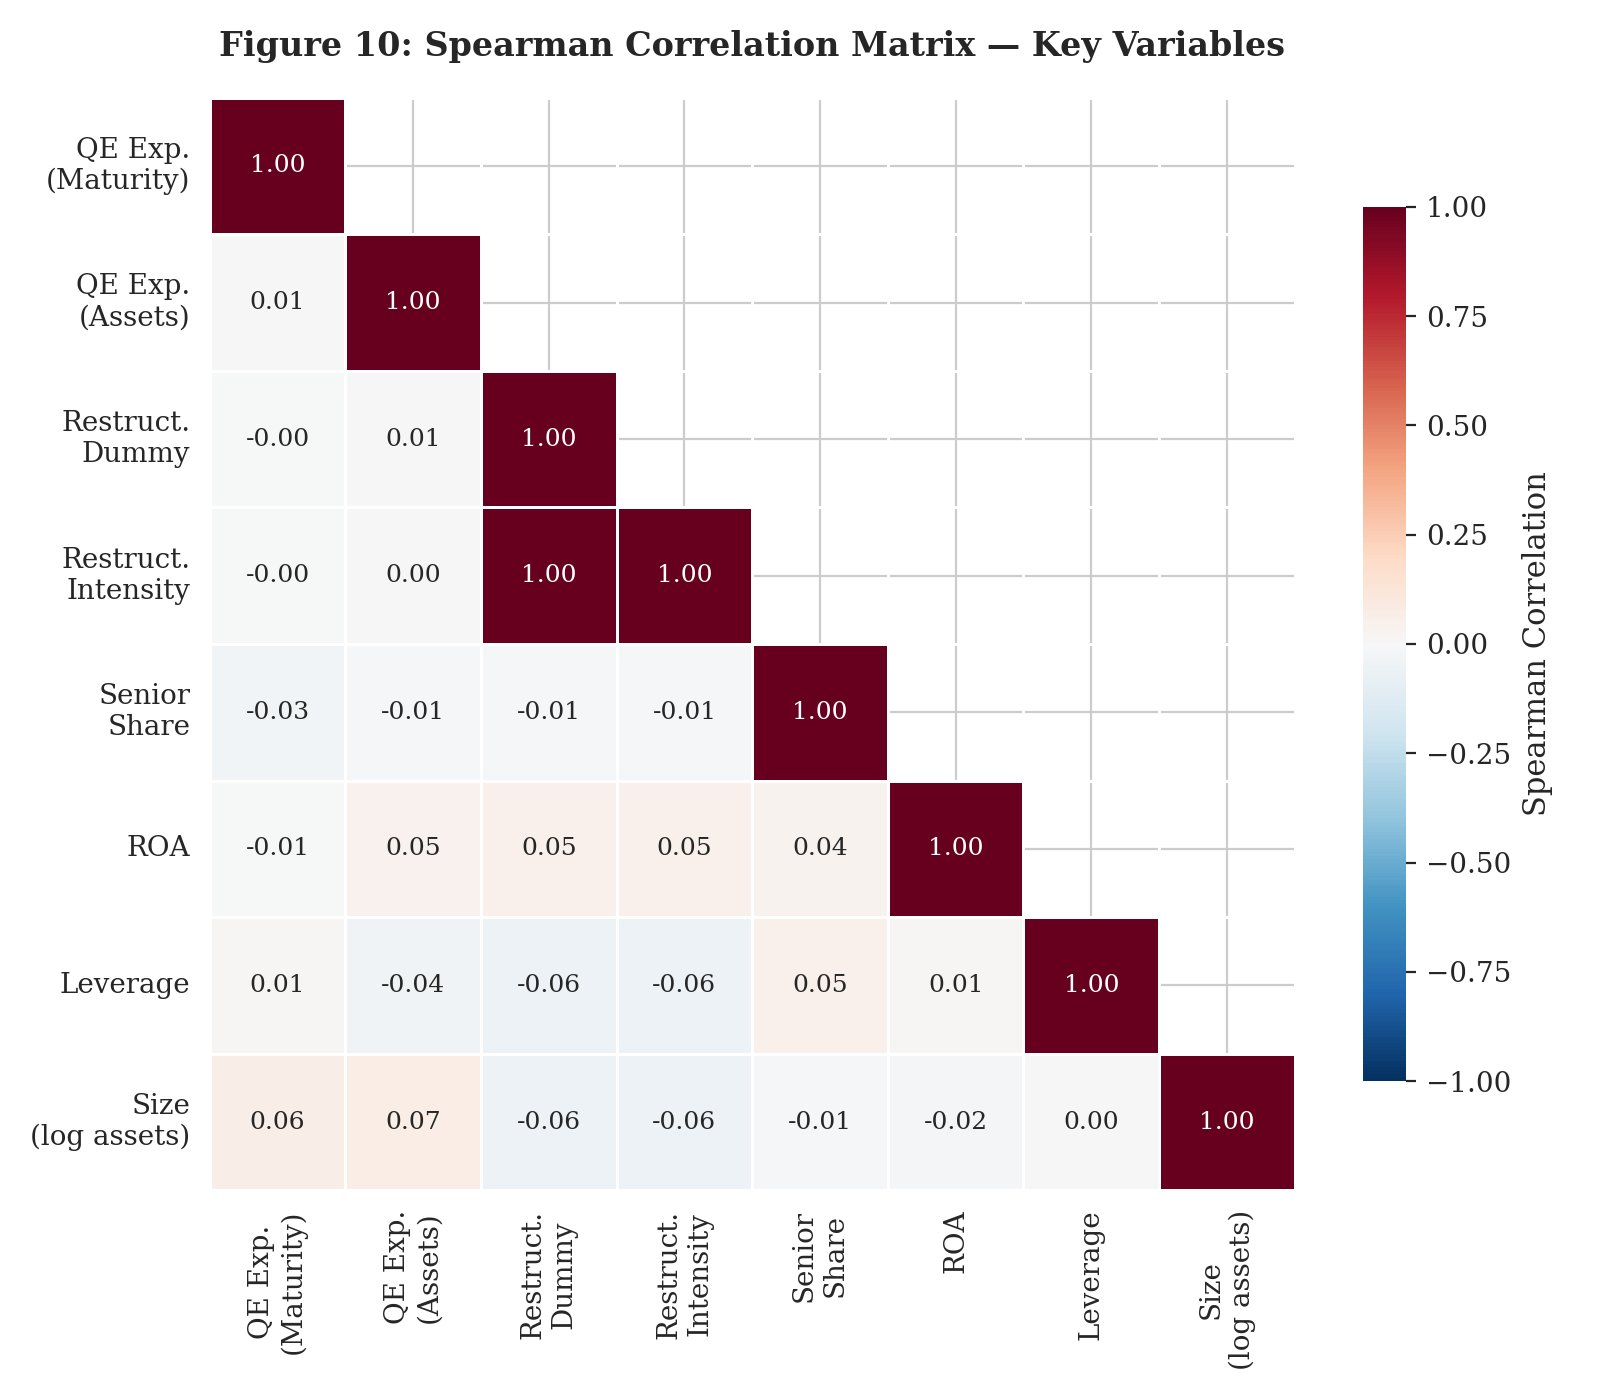 Figure 10: Spearman Correlation Matrix — Key Variables
QE Exp.
(Maturity)
1.00
QE Exp.
(Assets)
0.01 1.00
Restruct.
Dummy
-0.00 0.01 1.00
Restruct.
Intensity
-0.00 0.00 1.00 1.00
Senior
Share
-0.03 -0.01 -0.01 -0.01 1.00
ROA
-0.01 0.05 0.05 0.05 0.04 1.00
Leverage
0.01 -0.04 -0.06 -0.06 0.05 0.01 1.00
Size
(log assets)
0.06 0.07 -0.06 -0.06 -0.01 -0.02 0.00 1.00
QE Exp.
(Maturity)
QE Exp.
(Assets)
Restruct.
Dummy
Restruct.
Intensity
Senior
Share
ROA
Leverage
Size
(log assets)
1.00
0.75
0.50
0.25
0.00
−0.25
−0.50
−0.75
−1.00
Spearman Correlation